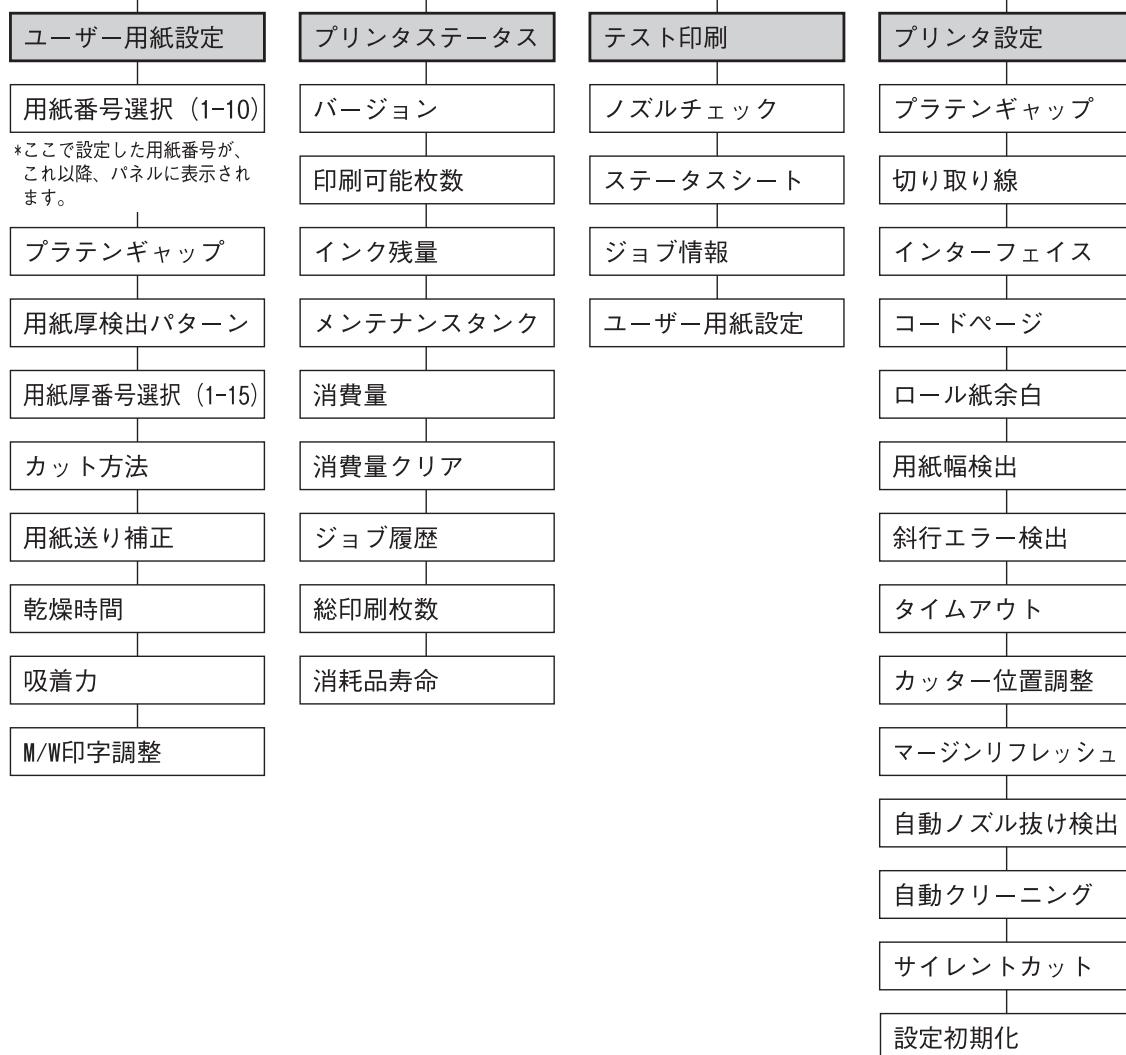 ユーザー用紙設定
用紙番号選択 (1-10)
*ここで設定した用紙番号が、
これ以降、パネルに表示され
ます。
プラテンギャップ
用紙厚検出パターン
用紙厚番号選択 (1-15)
カット方法
用紙送り補正
乾燥時間
吸着力
M/W印字調整
プリンタステータス
バージョン
印刷可能枚数
インク残量
メンテナンスタンク
消費量
消費量クリア
ジョブ履歴
総印刷枚数
消耗品寿命
テスト印刷
ノズルチェック
ステータスシート
ジョブ情報
ユーザー用紙設定
プリンタ設定
プラテンギャップ
切り取り線
インターフェイス
コードページ
ロール紙余白
用紙幅検出
斜行エラー検出
タイムアウト
カッター位置調整
マージンリフレッシュ
自動ノズル抜け検出
自動クリーニング
サイレントカット
設定初期化